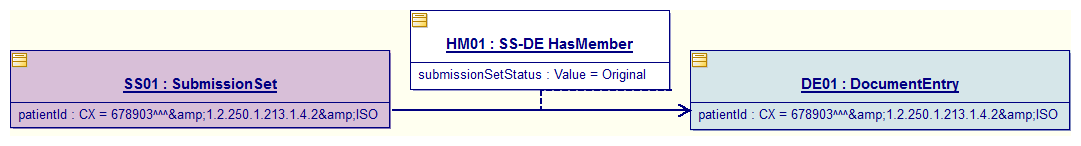 HM01 : SS-DE HasMember
submissionSetStatus : Value = Original
SS01 : SubmissionSet
patientId : CX = 678903^^^&amp;1.2.250.1.213.1.4.2&amp;ISO
DE01 : DocumentEntry
patientId : CX = 678903^^^&amp;1.2.250.1.213.1.4.2&amp;ISO